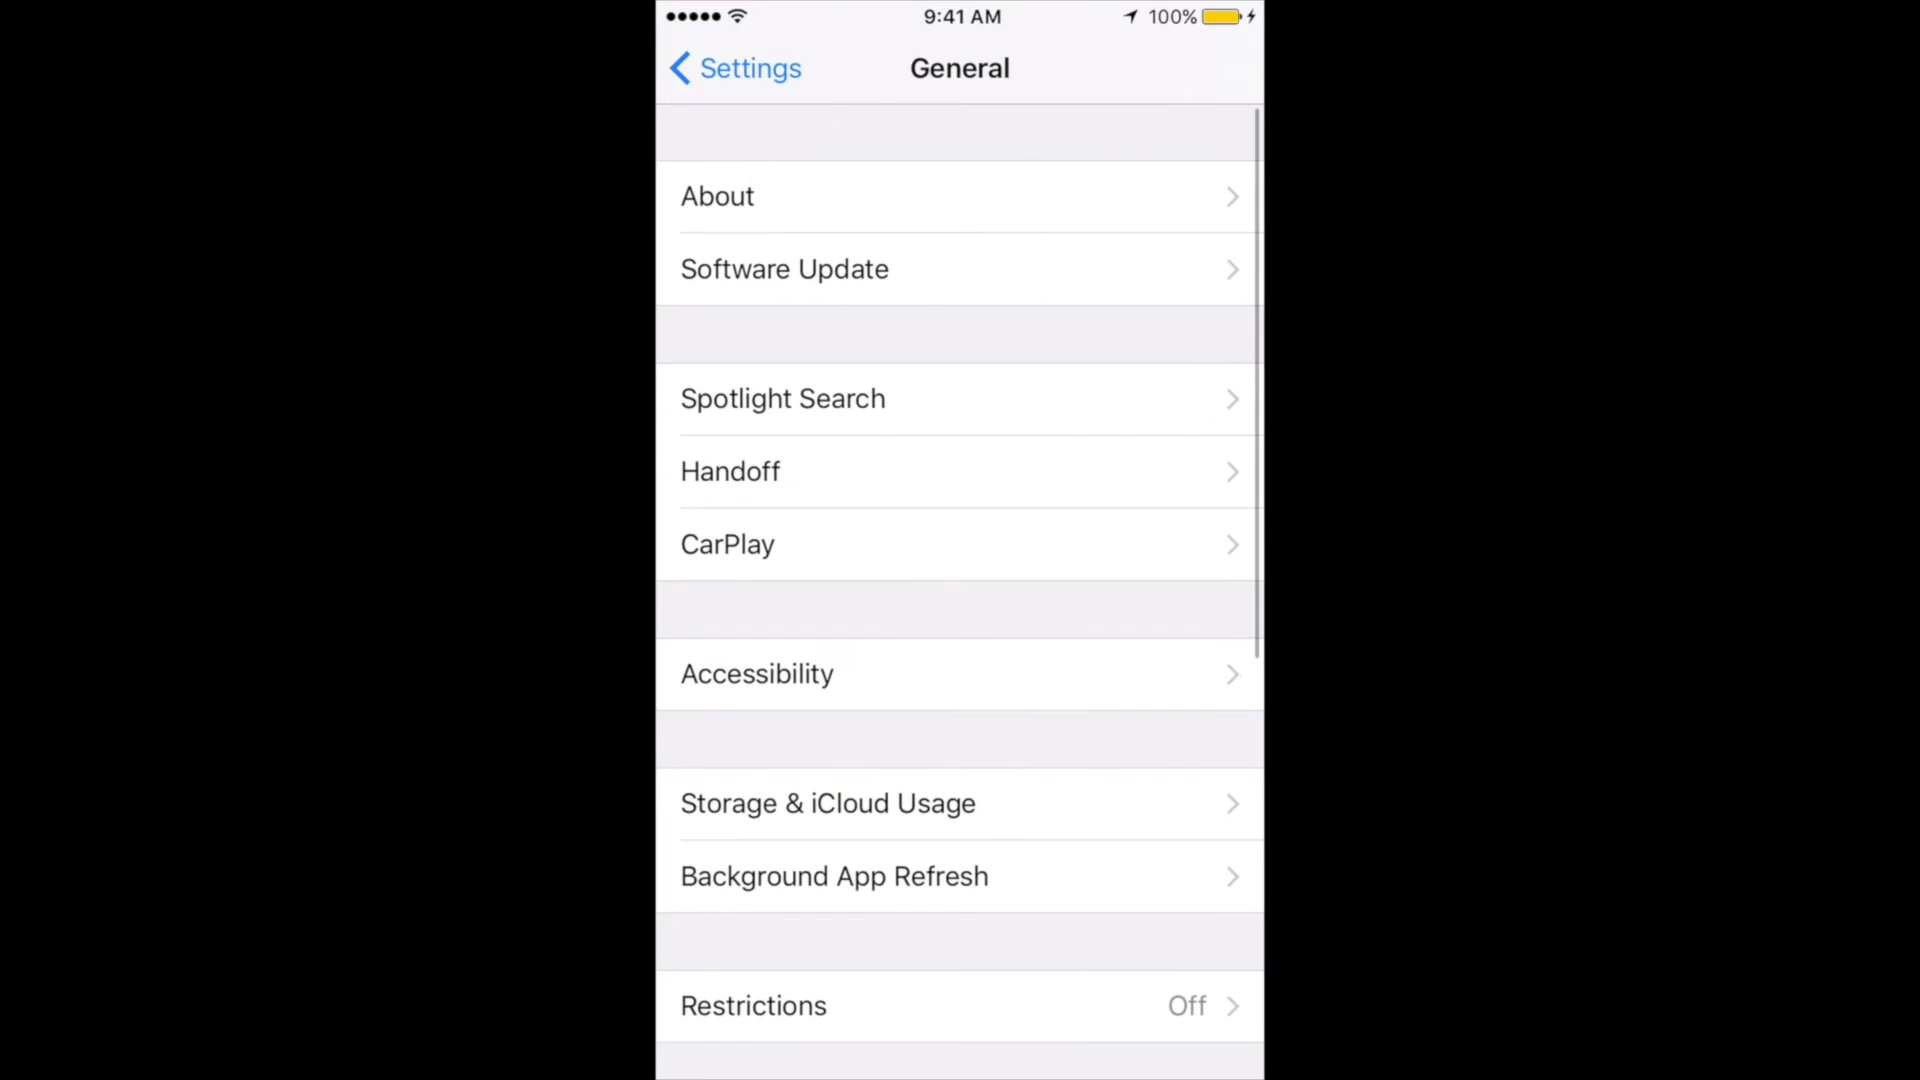 9:41 AM 100%
Settings General
About
Software Update
Spotlight Search
Handoff
CarPlay
Accessibility
Storage & iCloud Usage
Background App Refresh
Restrictions Off